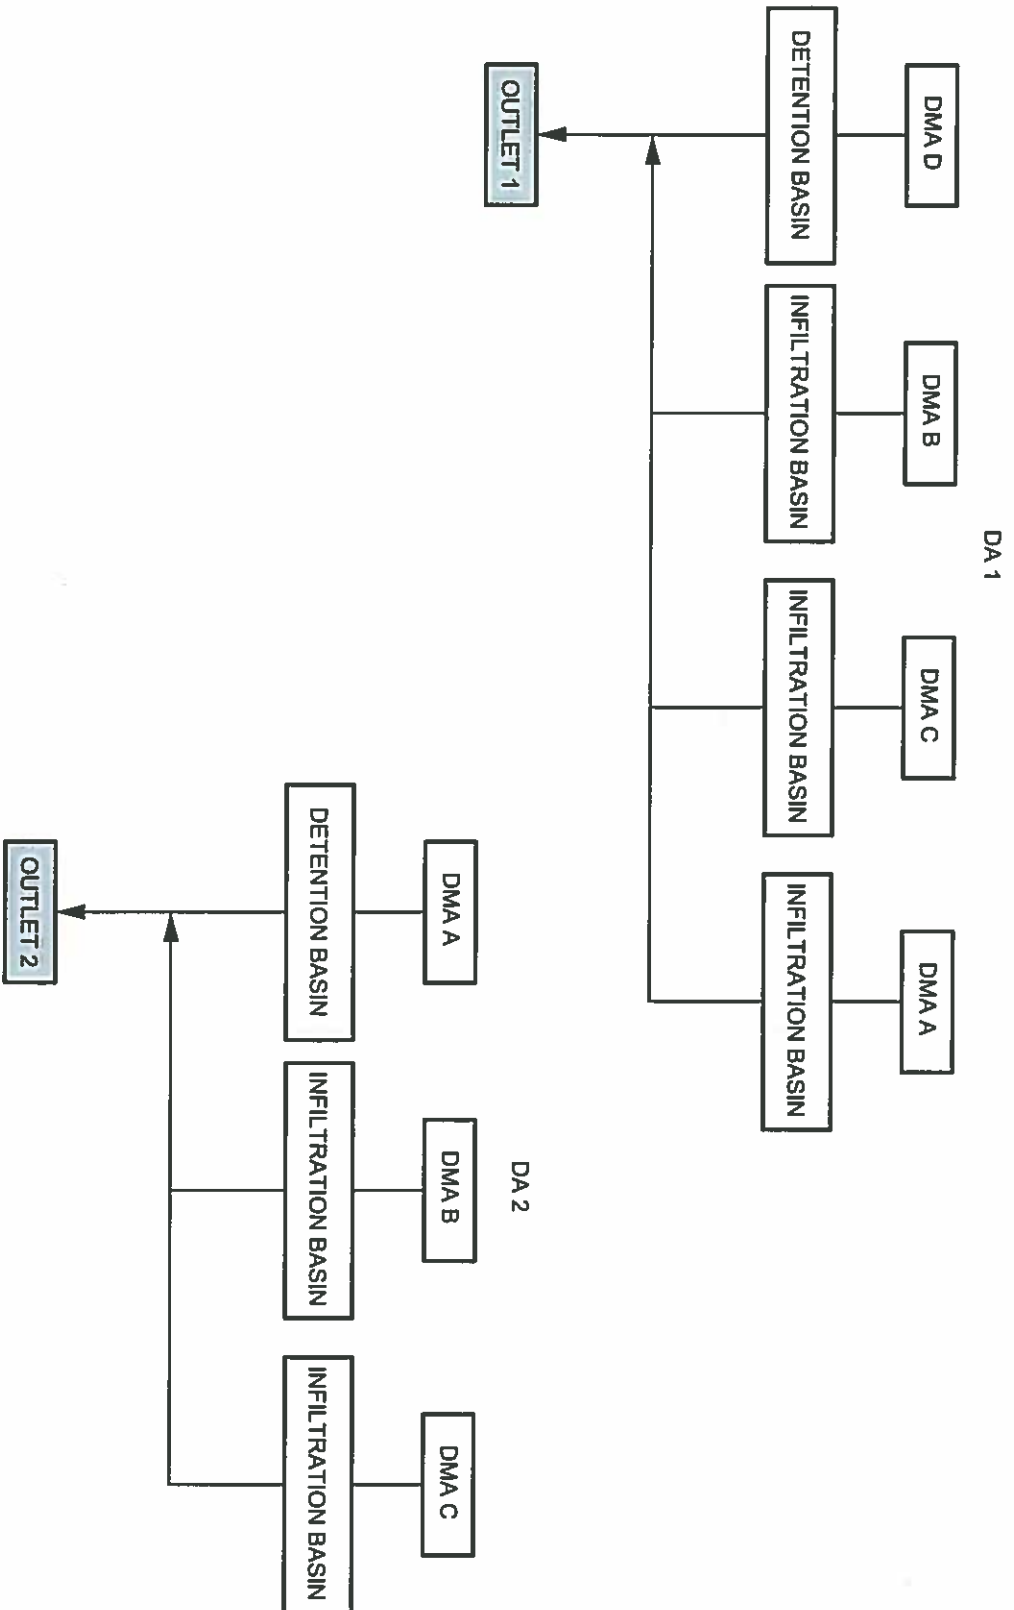 DA 1
DMA D
DMA B
DMA C
DMA A
DETENTION BASIN
INFILTRATION BASIN
INFILTRATION BASIN
INFILTRATION BASIN
OUTLET 1
DA 2
DMA A
DMA B
DMA C
DETENTION BASIN
INFILTRATION BASIN
INFILTRATION BASIN
OUTLET 2